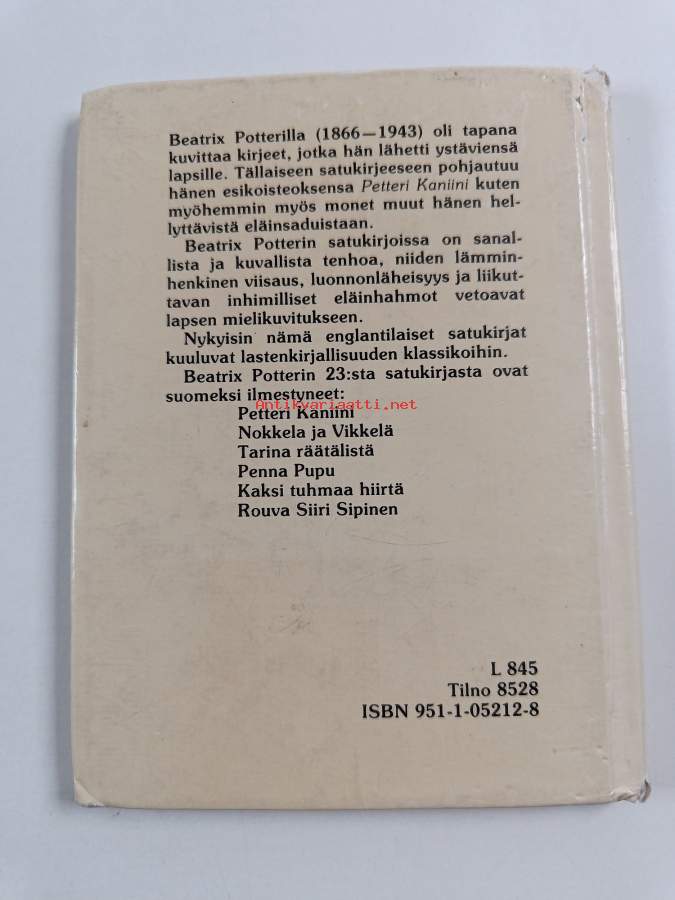 Beatrix Potterilla (1866—1943) oli tapana
kuvittaa kirjeet, jotka hän lähetti ystäviensä
lapsille. Tällaiseen satukirjeeseen pohjautuu
hänen esikoisteoksensa Petteri Kaniini kuten
myöhemmin myös monet muut hänen hel-
lyttävistä eläinsaduistaan.
Beatrix Potterin satukirjoissa on sanal-
lista ja kuvallista tenhoa, niiden lämmin-
henkinen viisaus, luonnonläheisyys ja liikut-
tavan inhimilliset eläinhahmot vetoavat
lapsen mielikuvitukseen.
Nykyisin nämä englantilaiset satukirjat
kuuluvat lastenkirjallisuuden klassikoihin.
Beatrix Potterin 23:sta satukirjasta ovat
suomeksi ilmestyneet:
Antikvariaatti.net
Petteri Kaniini
Nokkela ja Vikkelä
Tarina räätälistä
Penna Pupu
Kaksi tuhmaa hiirtä
Rouva Siiri Sipinen
L 845
Tilno 8528
ISBN 951-1-05212-8